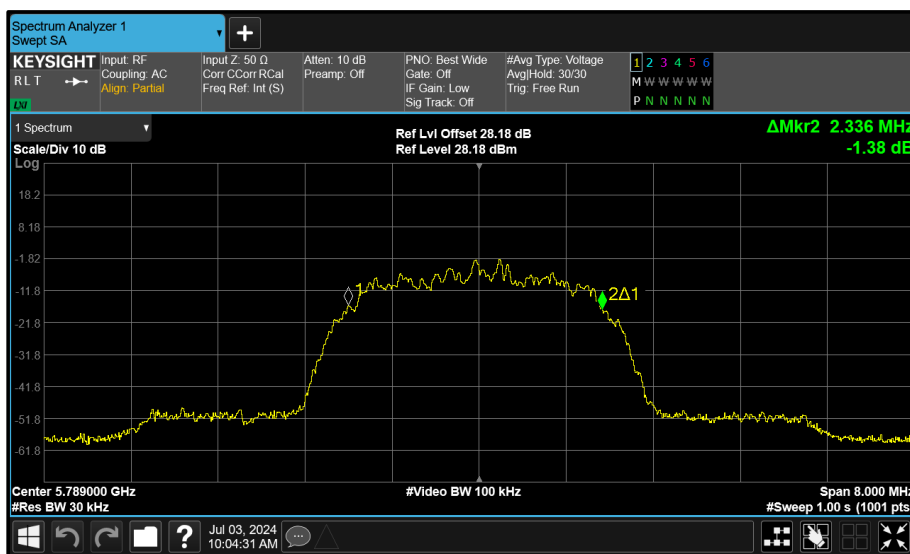 Spectrum Analyzer 1
Swept SA
+
KEYSIGHT
R L T
LXI
Input: RF
Coupling: AC
Align: Partial
Input Z: 50 Ω
Corr CCorr RCal
Freq Ref: Int (S)
Atten: 10 dB
Preamp: Off
PNO: Best Wide
Gate: Off
IF Gain: Low
Sig Track: Off
#Avg Type: Voltage
Avg|Hold: 30/30
Trig: Free Run
1 2 3 4 5 6
M W W W W W
P N N N N N
1 Spectrum
Scale/Div 10 dB
Ref Lvl Offset 28.18 dB
Ref Level 28.18 dBm
ΔMkr2 2.336 MHz
-1.38 dB
Log
18.2
8.18
-1.82
-11.8
-21.8
-31.8
-41.8
-51.8
-61.8
1
2Δ1
Center 5.789000 GHz
#Res BW 30 kHz
#Video BW 100 kHz
Span 8.000 MHz
#Sweep 1.00 s (1001 pts
?
Jul 03, 2024
10:04:31 AM